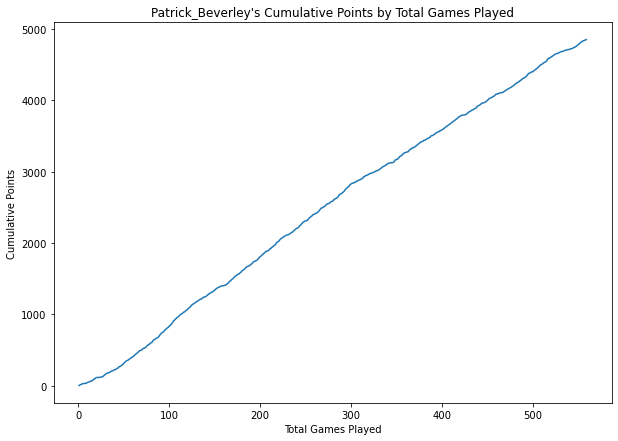 Patrick_Beverley's Cumulative Points by Total Games Played
5000
4000
3000
2000
1000
0
Cumulative Points
0 100 200 300 400 500
Total Games Played